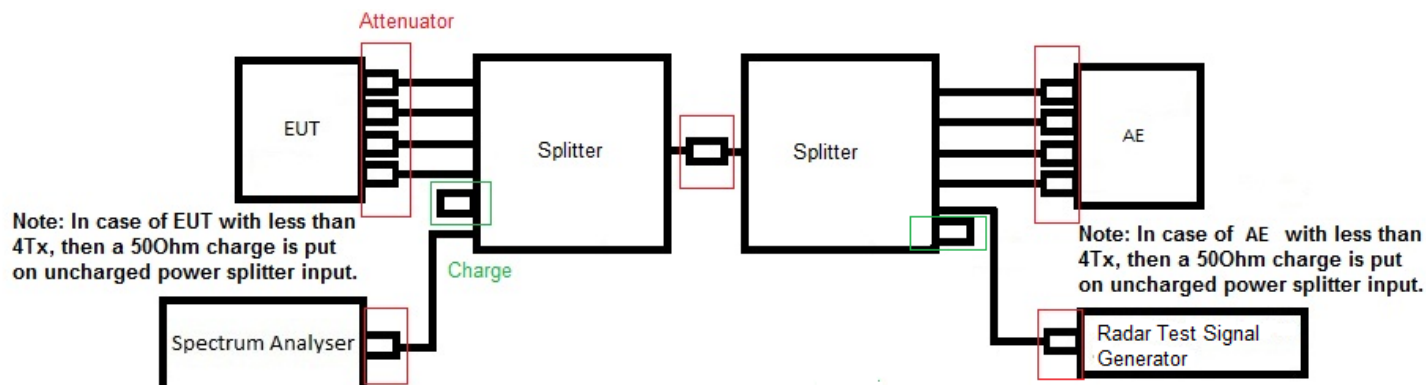 Attenuator
EUT
Splitter
Splitter
AE
Note: In case of EUT with less than
4Tx, then a 50Ohm charge is put
on uncharged power splitter input.
Charge
Note: In case of AE with less than
4Tx, then a 50Ohm charge is put
on uncharged power splitter input.
Spectrum Analyser
Radar Test Signal
Generator